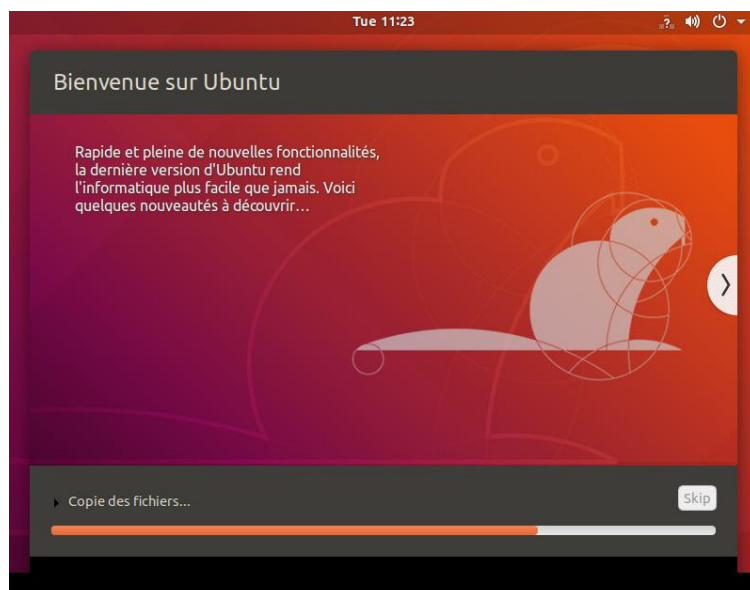 Tue 11:23
Bienvenue sur Ubuntu
Rapide et pleine de nouvelles fonctionnalités,
la dernière version d'Ubuntu rend
l'informatique plus facile que jamais. Voici
quelques nouveautés à découvrir…
Copie des fichiers...
Skip